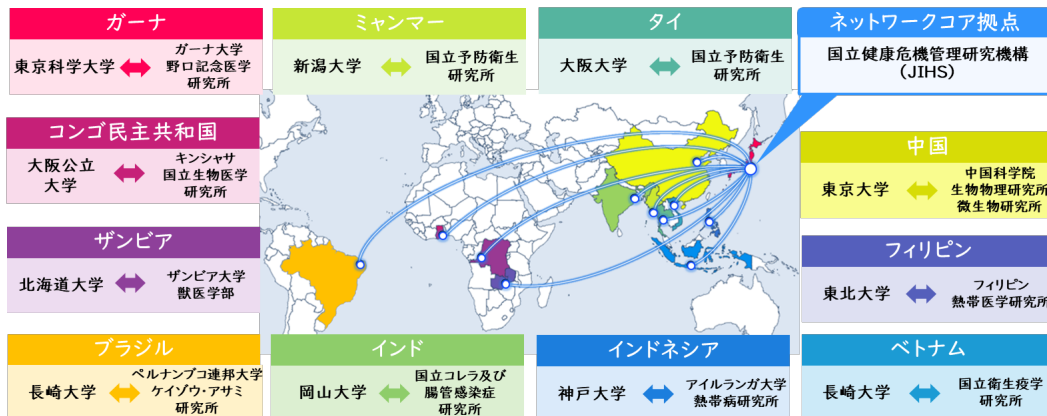 ガーナ
東京科学大学
ガーナ大学
野口記念医学
研究所
ミャンマー
新潟大学
国立予防衛生
研究所
タイ
大阪大学
国立予防衛生
研究所
ネットワークコア拠点
国立健康危機管理研究機構
(JIHS)
コンゴ民主共和国
大阪公立
大学
キンシャサ
国立生物医学
研究所
中国
東京大学
中国科学院
生物物理研究所
微生物研究所
ザンビア
北海道大学
ザンビア大学
獣医学部
フィリピン
東北大学
フィリピン
熱帯医学研究所
ブラジル
長崎大学
ペルナンブコ連邦大学
ケイゾウ・アサミ
研究所
インド
岡山大学
国立コレラ及び
腸管感染症
研究所
インドネシア
神戸大学
アイルランガ大学
熱帯病研究所
ベトナム
長崎大学
国立衛生疫学
研究所